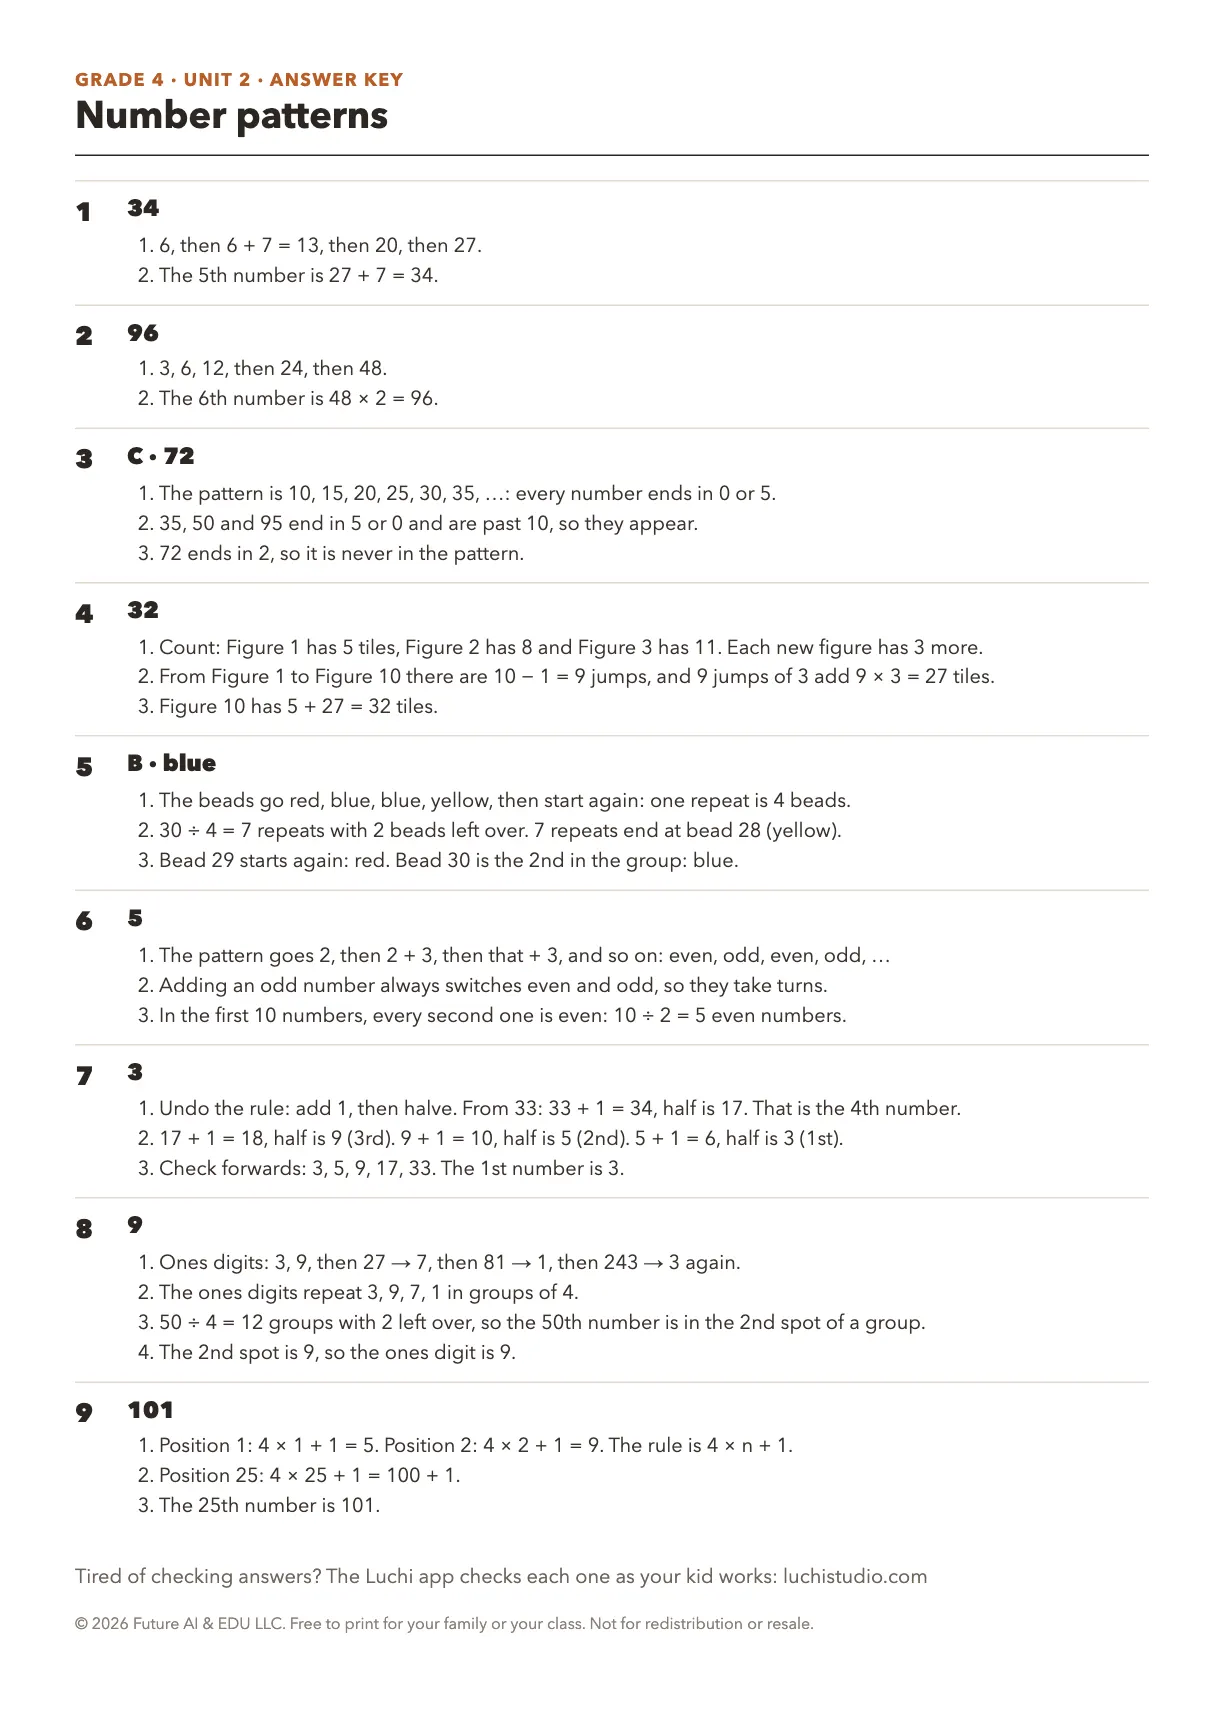 GRADE 4 · UNIT 2 · ANSWER KEY
Number patterns
1 34
1. 6, then 6 + 7 = 13, then 20, then 27.
2. The 5th number is 27 + 7 = 34.
2 96
1. 3, 6, 12, then 24, then 48.
2. The 6th number is 48 × 2 = 96.
3 C · 72
1. The pattern is 10, 15, 20, 25, 30, 35, …: every number ends in 0 or 5.
2. 35, 50 and 95 end in 5 or 0 and are past 10, so they appear.
3. 72 ends in 2, so it is never in the pattern.
4 32
1. Count: Figure 1 has 5 tiles, Figure 2 has 8 and Figure 3 has 11. Each new figure has 3 more.
2. From Figure 1 to Figure 10 there are 10 − 1 = 9 jumps, and 9 jumps of 3 add 9 × 3 = 27 tiles.
3. Figure 10 has 5 + 27 = 32 tiles.
5 B · blue
1. The beads go red, blue, blue, yellow, then start again: one repeat is 4 beads.
2. 30 ÷ 4 = 7 repeats with 2 beads left over. 7 repeats end at bead 28 (yellow).
3. Bead 29 starts again: red. Bead 30 is the 2nd in the group: blue.
6 5
1. The pattern goes 2, then 2 + 3, then that + 3, and so on: even, odd, even, odd, …
2. Adding an odd number always switches even and odd, so they take turns.
3. In the first 10 numbers, every second one is even: 10 ÷ 2 = 5 even numbers.
7 3
1. Undo the rule: add 1, then halve. From 33: 33 + 1 = 34, half is 17. That is the 4th number.
2. 17 + 1 = 18, half is 9 (3rd). 9 + 1 = 10, half is 5 (2nd). 5 + 1 = 6, half is 3 (1st).
3. Check forwards: 3, 5, 9, 17, 33. The 1st number is 3.
8 9
1. Ones digits: 3, 9, then 27 → 7, then 81 → 1, then 243 → 3 again.
2. The ones digits repeat 3, 9, 7, 1 in groups of 4.
3. 50 ÷ 4 = 12 groups with 2 left over, so the 50th number is in the 2nd spot of a group.
4. The 2nd spot is 9, so the ones digit is 9.
9 101
1. Position 1: 4 × 1 + 1 = 5. Position 2: 4 × 2 + 1 = 9. The rule is 4 × n + 1.
2. Position 25: 4 × 25 + 1 = 100 + 1.
3. The 25th number is 101.
Tired of checking answers? The Luchi app checks each one as your kid works: luchistudio.com
© 2026 Future AI & EDU LLC. Free to print for your family or your class. Not for redistribution or resale.